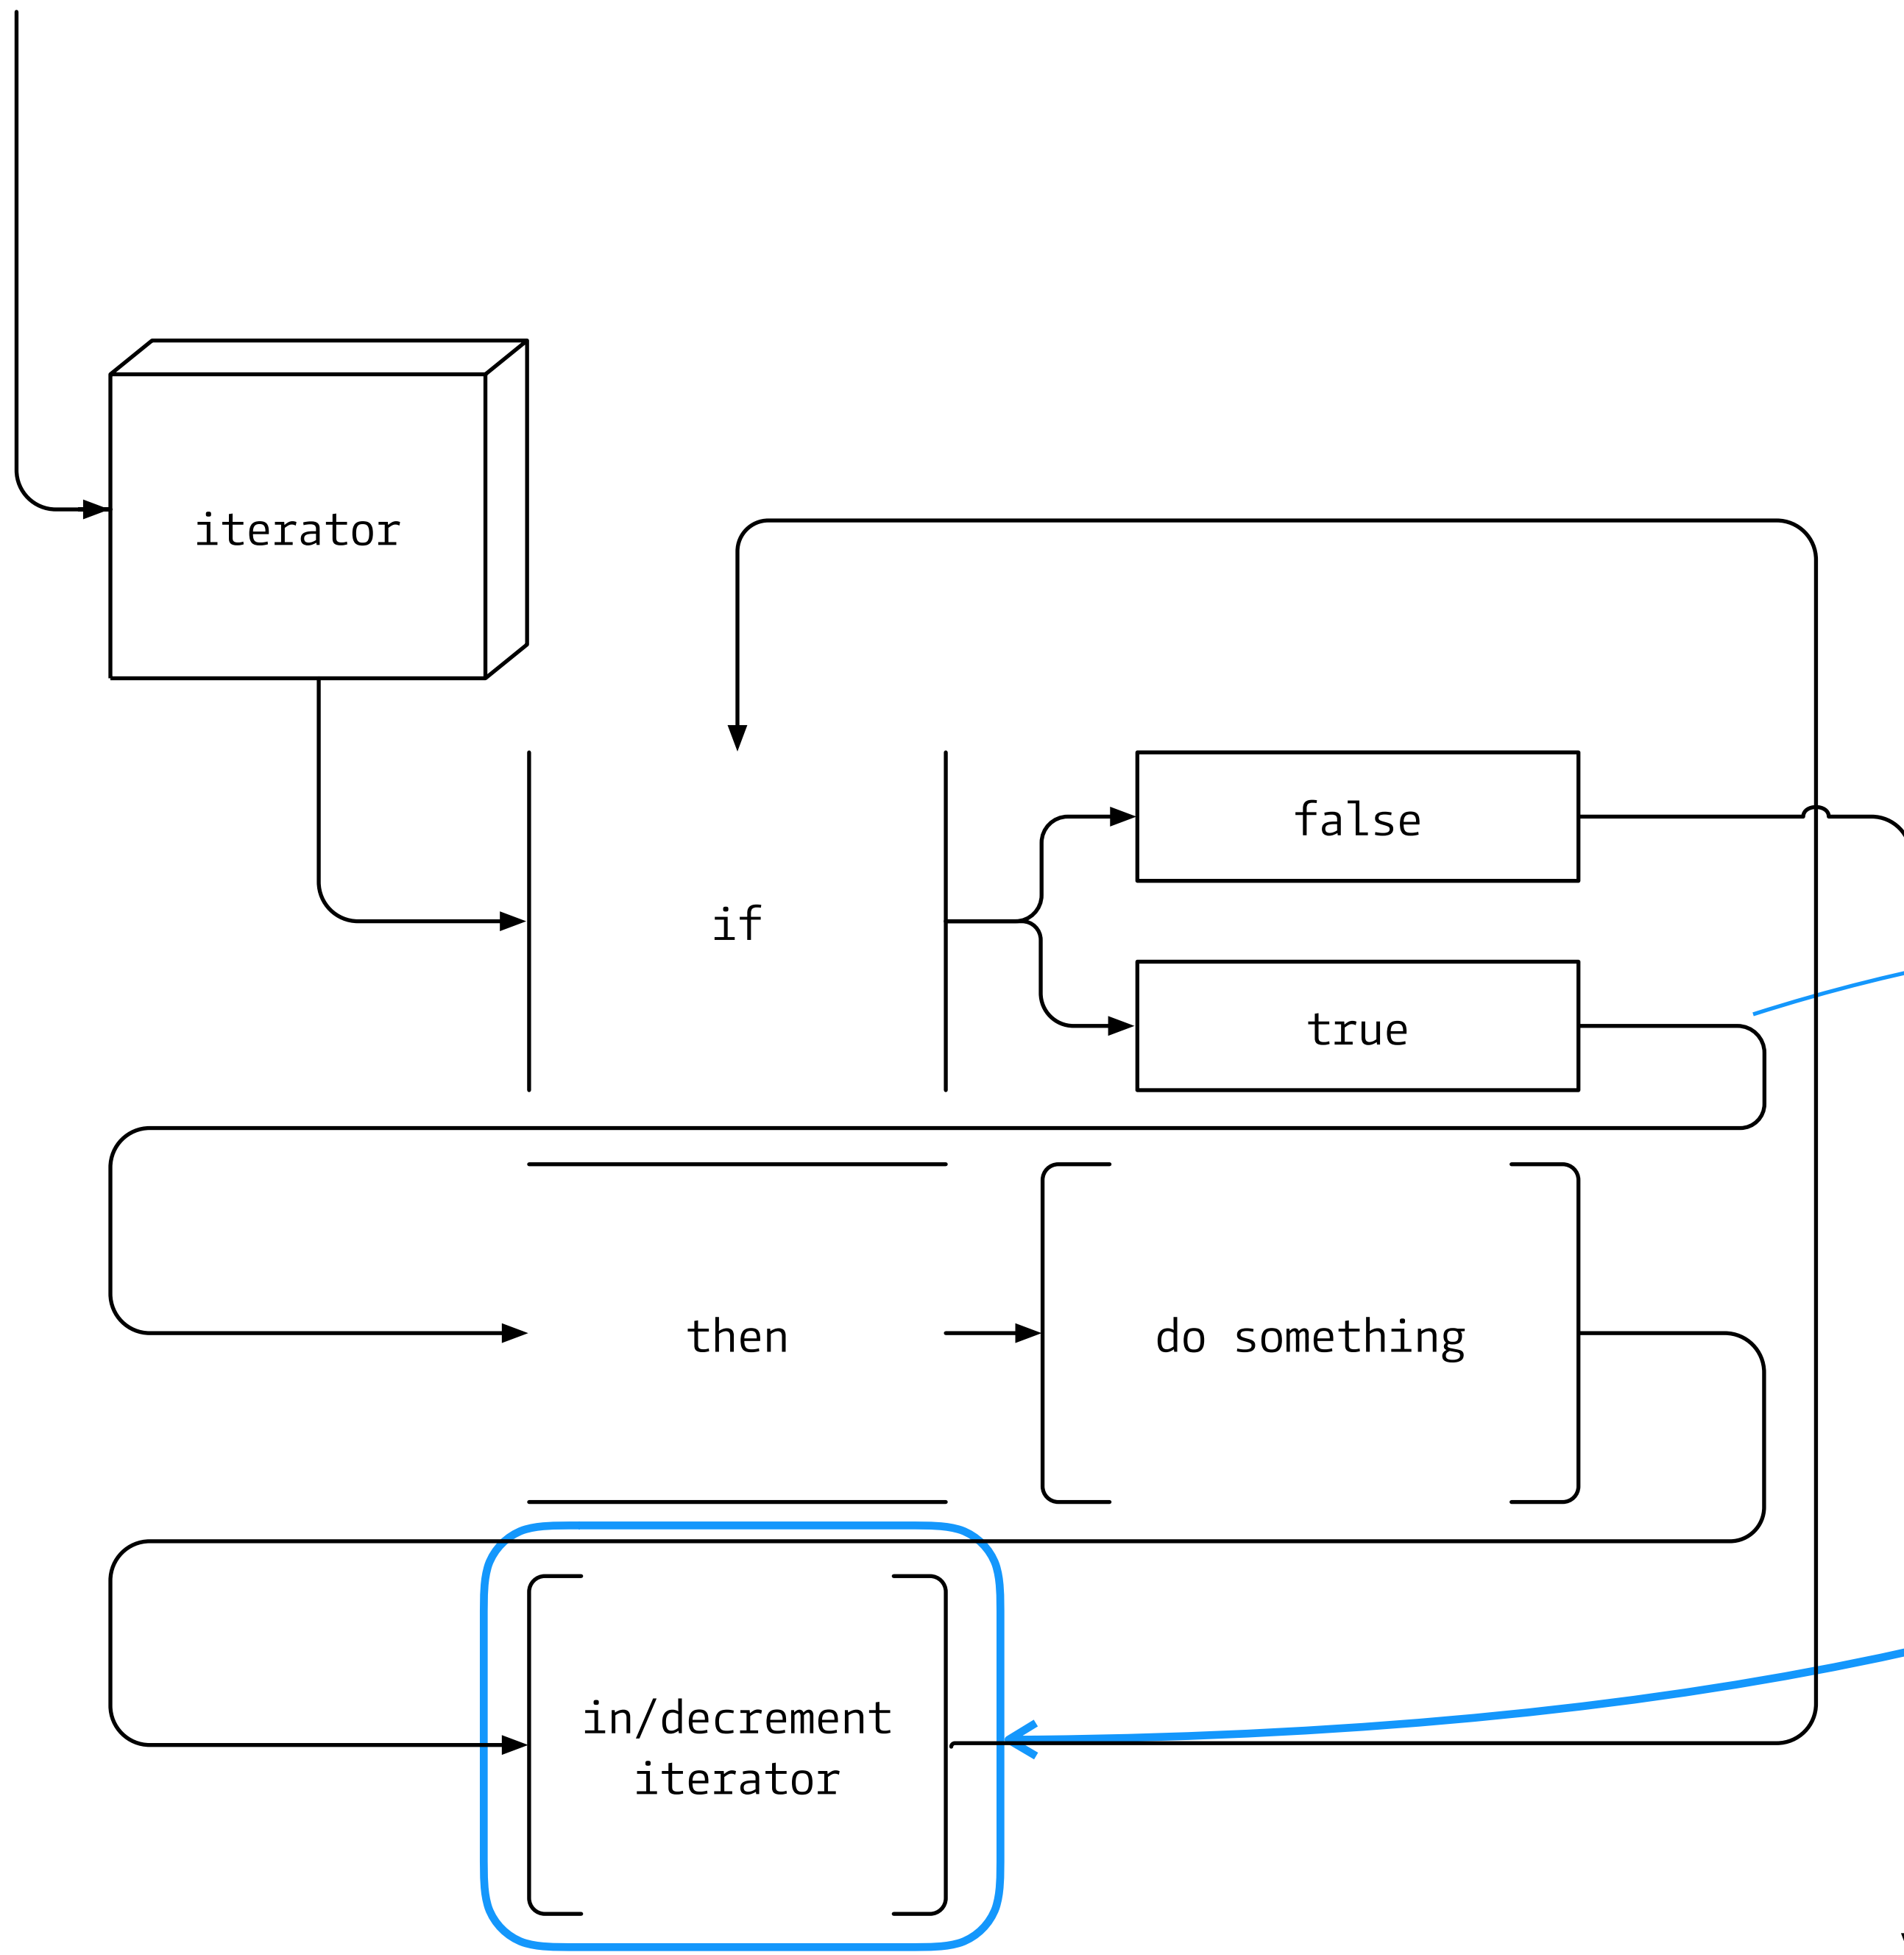 iterator
if
false
true
then
do something
in/decrement
iterator